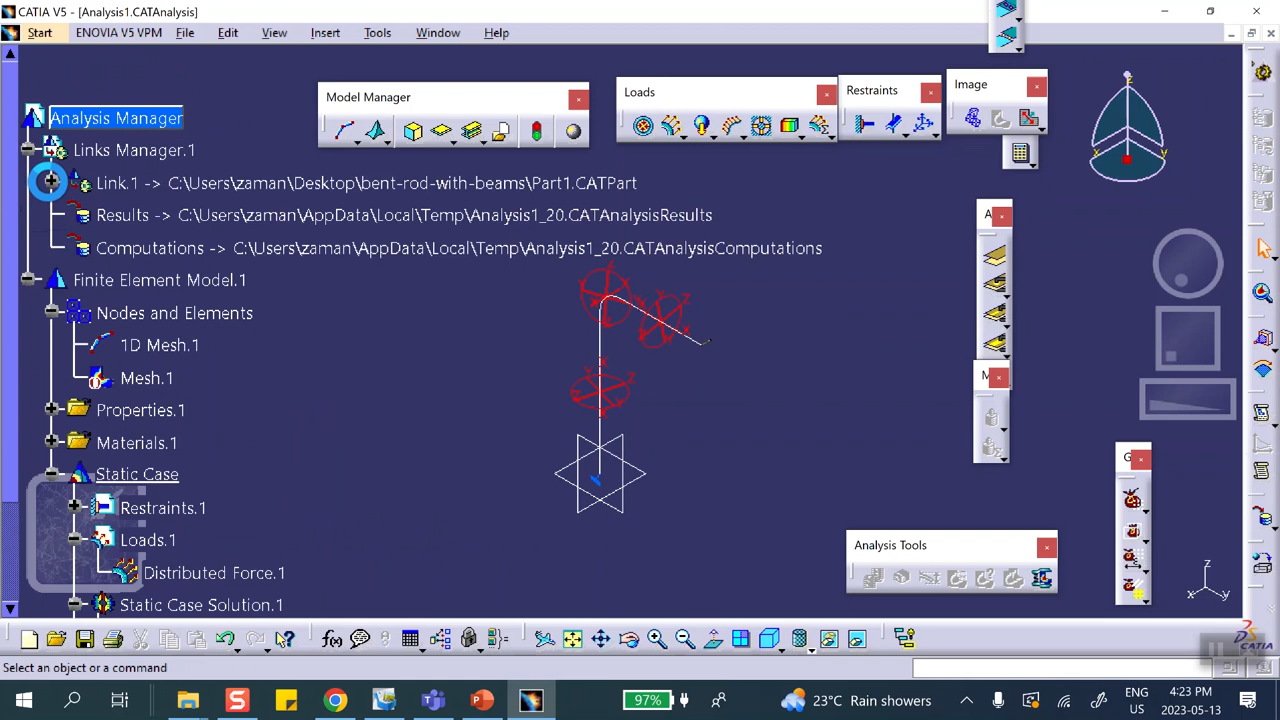 CATIA V5 - [Analysis1.CATAnalysis]
Start ENOVIA V5 VPM File Edit View Insert Tools Window Help
Analysis Manager
Links Manager.1
Link.1 -> C:\Users\zaman\Desktop\bent-rod-with-beams\Part1.CATPart
Results -> C:\Users\zaman\AppData\Local\Temp\Analysis1_20.CATAnalysisResults
Computations -> C:\Users\zaman\AppData\Local\Temp\Analysis1_20.CATAnalysisComputations
Finite Element Model.1
Nodes and Elements
1D Mesh.1
Mesh.1
Properties.1
Materials.1
Static Case
Restraints.1
Loads.1
Distributed Force.1
Static Case Solution.1
Model Manager
Loads
Restraints
Image
A
M
G
Analysis Tools
z
x y
z
x y
f(x)
Select an object or a command
97%
23°C Rain showers
ENG
US
4:23 PM
2023-05-13